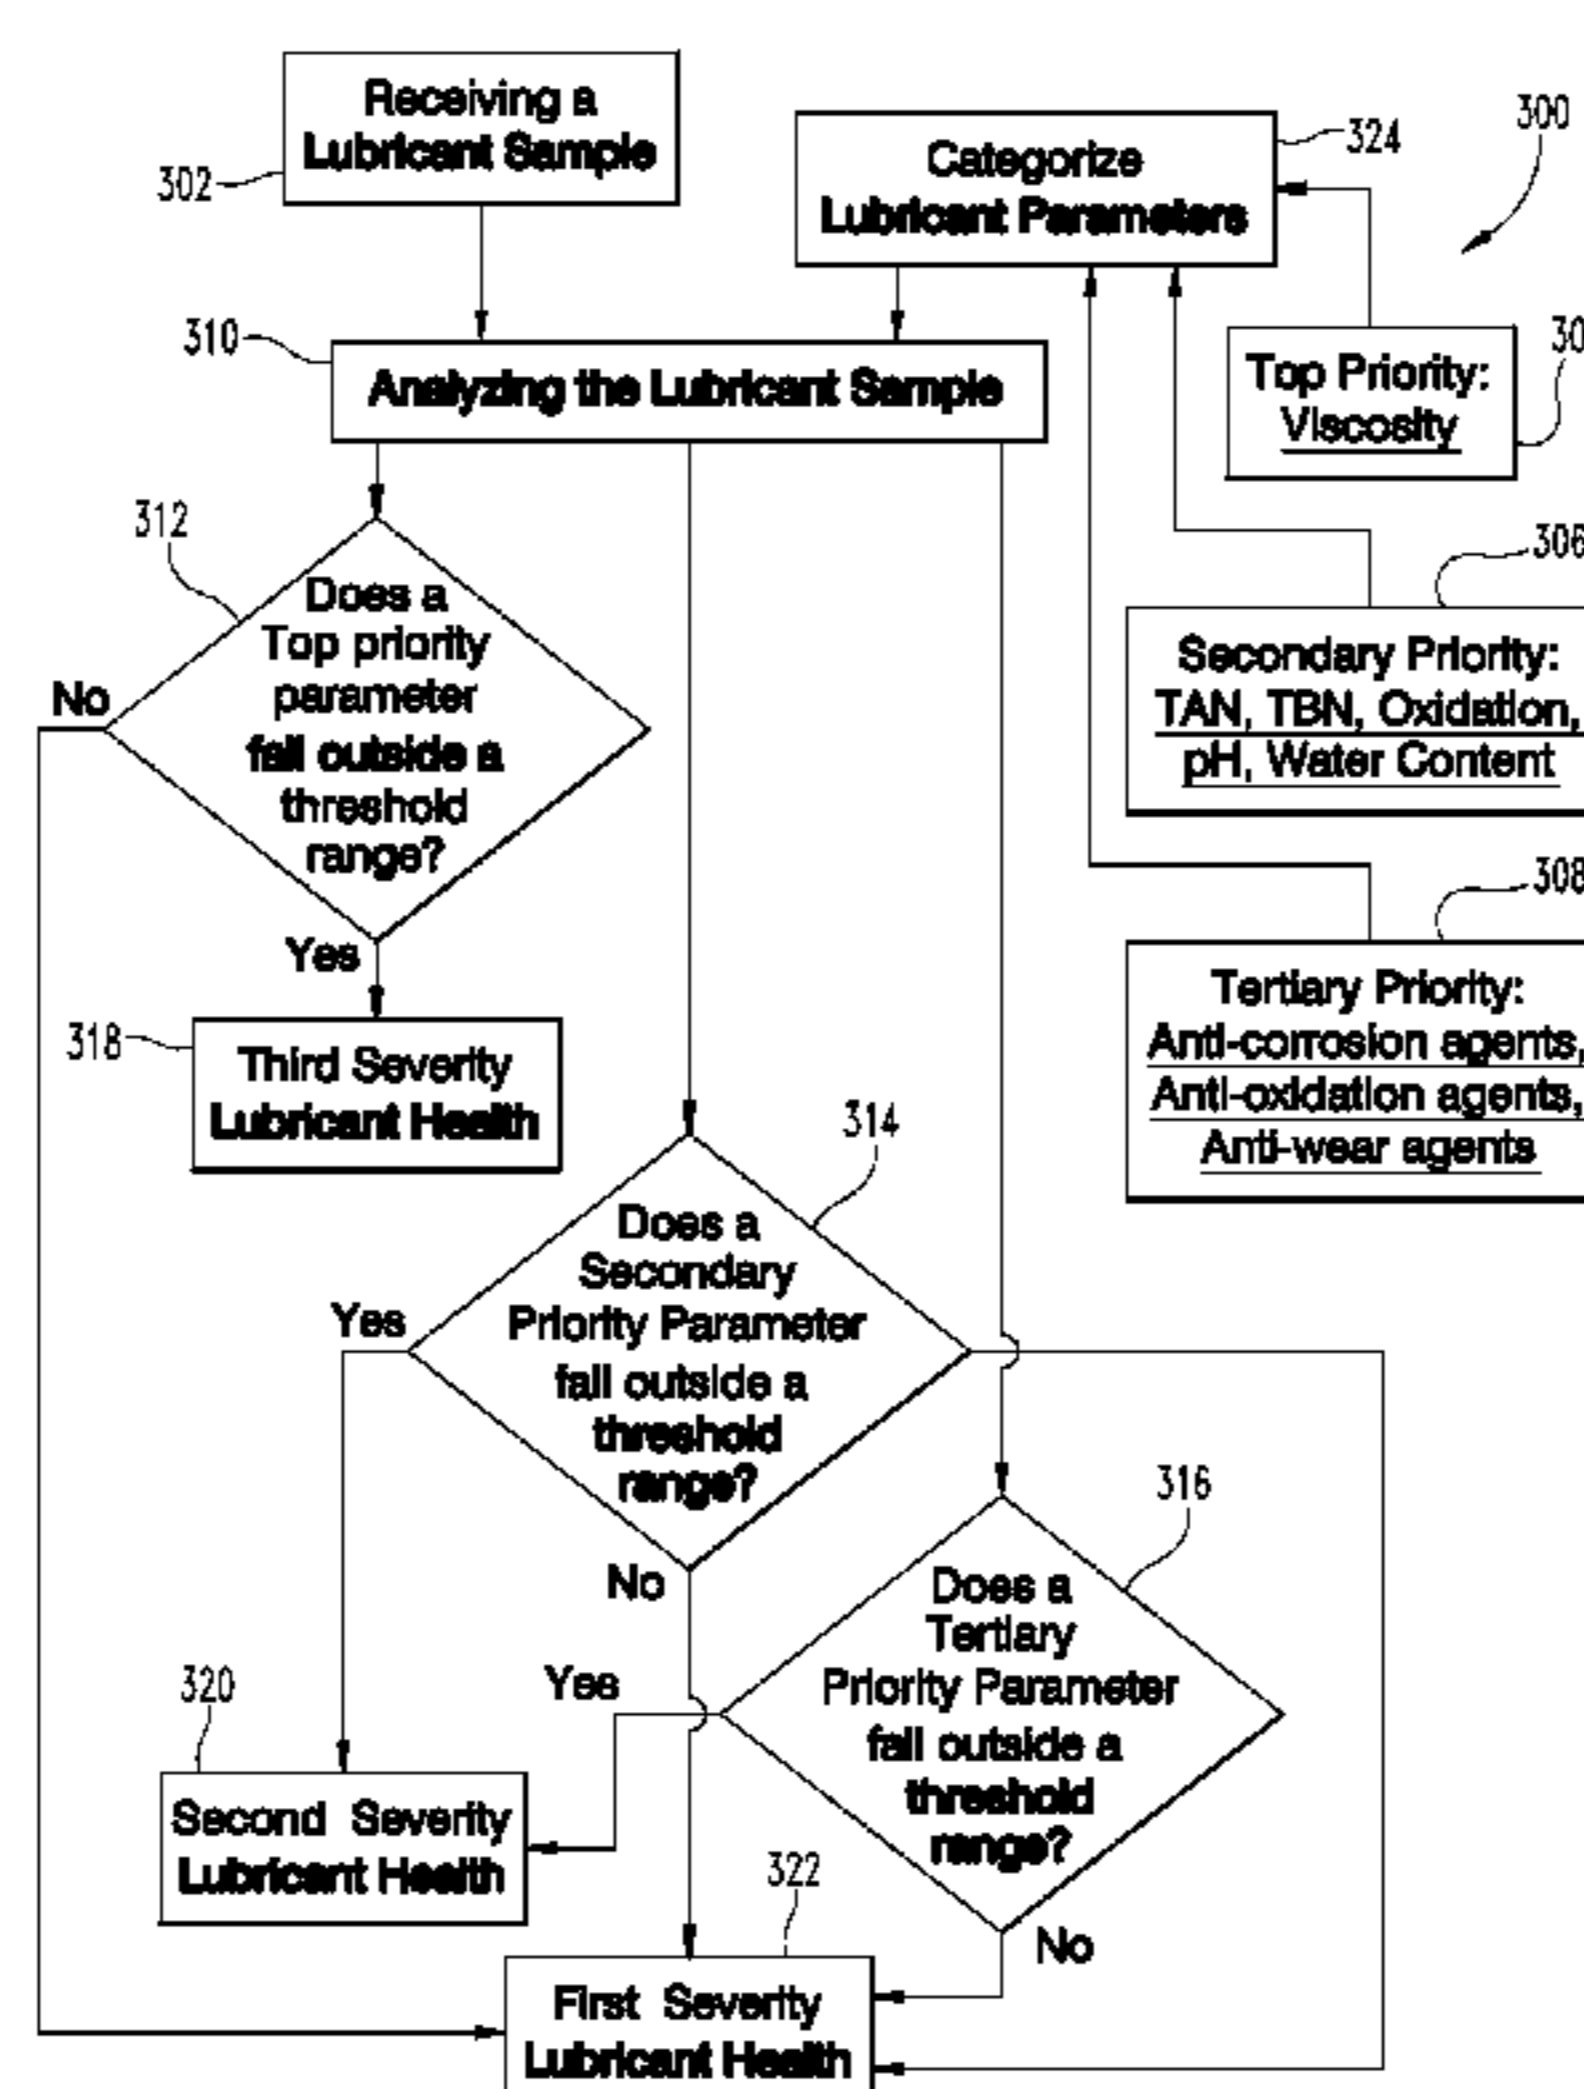 Receiving a
Lubricant Sample
302
Categorize
Lubricant Parameters
324
300
310
Analyzing the Lubricant Sample
Top Priority:
Viscosity
30
312
Does a
Top priority
parameter
fall outside a
threshold
range?
No
Yes
306
Secondary Priority:
TAN, TBN, Oxidation,
pH, Water Content
308
Tertiary Priority:
Anti-corrosion agents,
Anti-oxidation agents,
Anti-wear agents
318
Third Severity
Lubricant Health
314
Does a
Secondary
Priority Parameter
fall outside a
threshold
range?
Yes
No
316
Does a
Tertiary
Priority Parameter
fall outside a
threshold
range?
Yes
No
320
Second Severity
Lubricant Health
322
First Severity
Lubricant Health